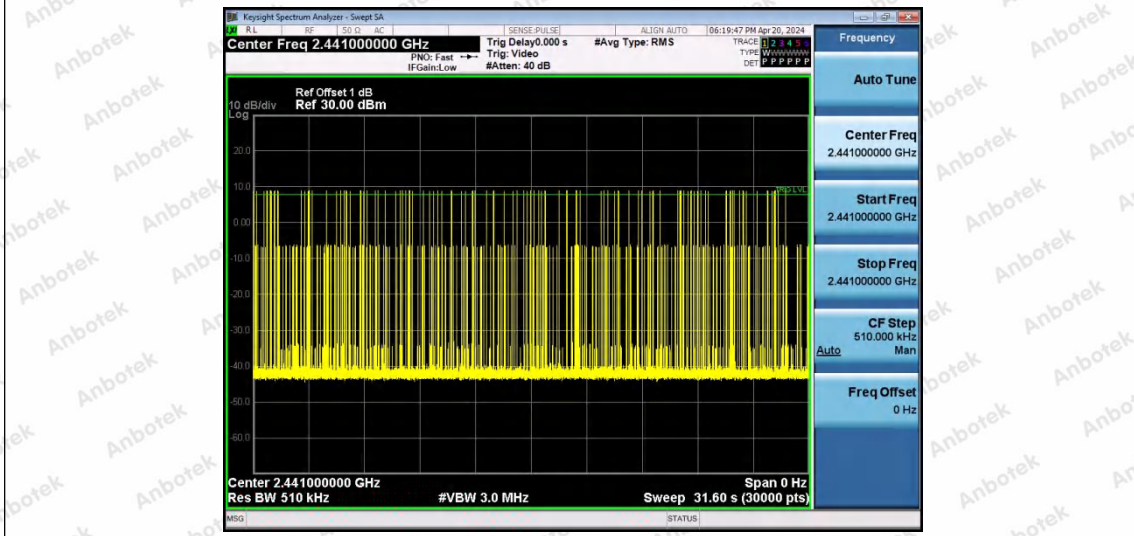 Keysight Spectrum Analyzer - Swept SA
RL RF 50 Ω AC SENSE:PULSE ALIGN AUTO 06:19:47 PM Apr 20, 2024
Center Freq 2.441000000 GHz
PNO: Fast
IFGain:Low
Trig Delay0.000 s
Trig: Video
#Atten: 40 dB
#Avg Type: RMS
TRACE 1 2 3 4 5 6
TYPE W
DET P P P P P P
Frequency
Ref Offset 1 dB
10 dB/div Ref 30.00 dBm
Log
20.0
10.0
TRIG LVL
0.00
-10.0
-20.0
-30.0
-40.0
-50.0
-60.0
Center 2.441000000 GHz Span 0 Hz
Res BW 510 kHz #VBW 3.0 MHz Sweep 31.60 s (30000 pts)
MSG STATUS
Auto Tune
Center Freq
2.441000000 GHz
Start Freq
2.441000000 GHz
Stop Freq
2.441000000 GHz
CF Step
510.000 kHz
Auto Man
Freq Offset
0 Hz
Anbotek